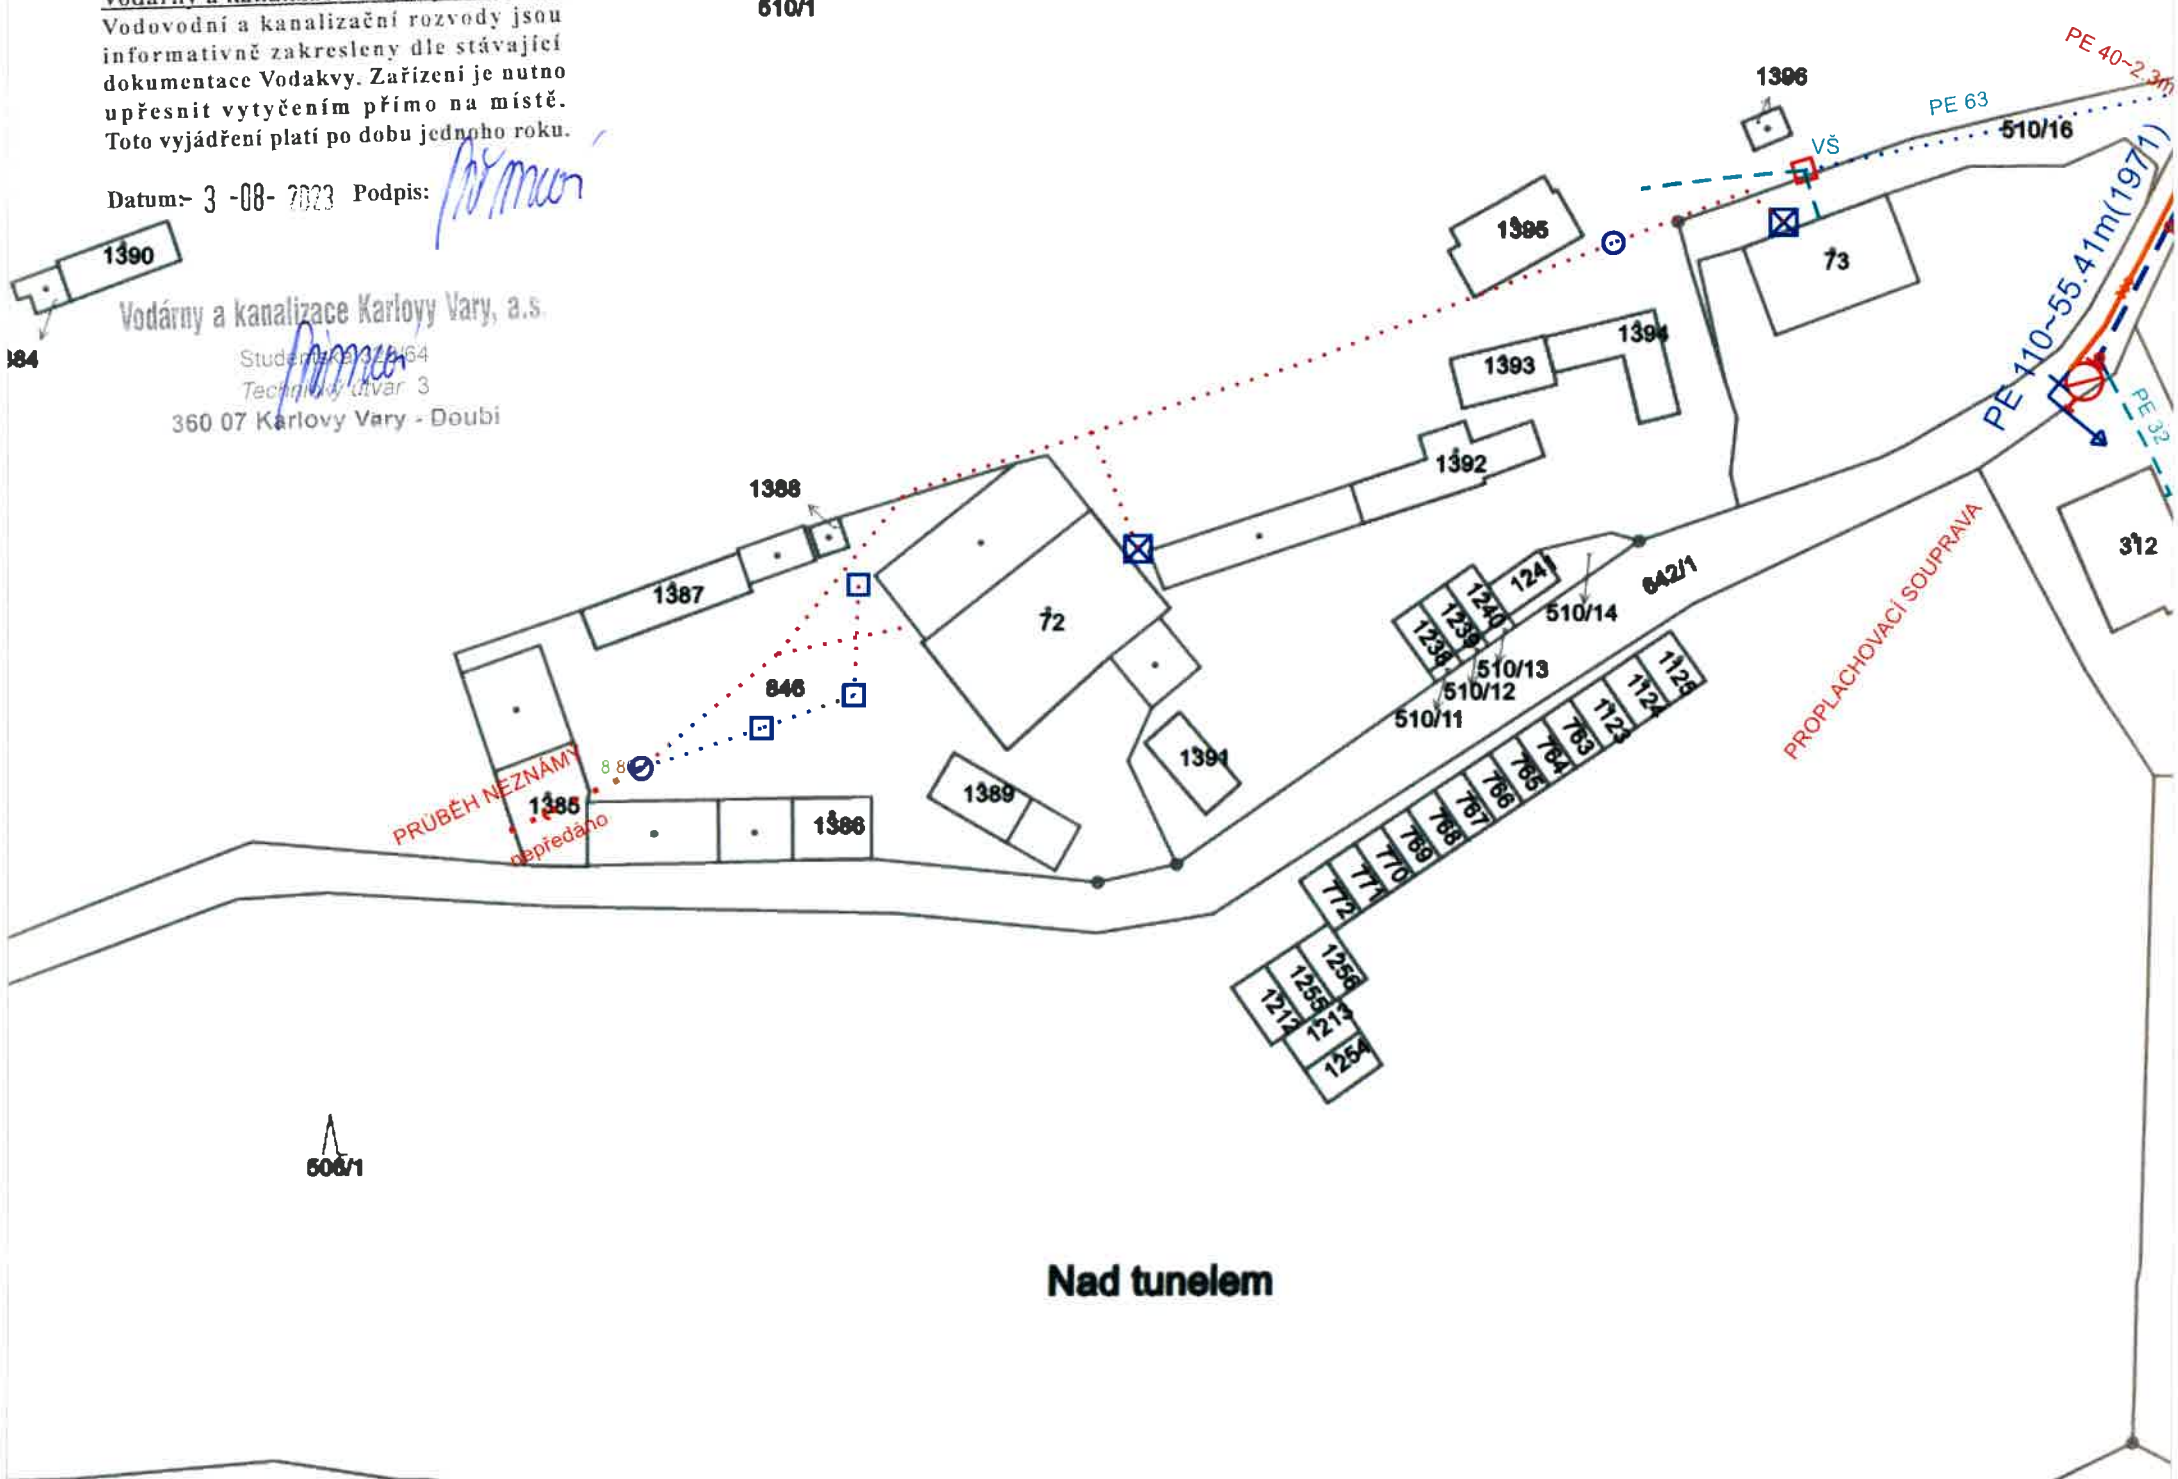 Vodovodní a kanalizační rozvody jsou
informativně zakresleny dle stávající
dokumentace Vodakvy. Zařízení je nutno
upřesnit vytyčením přímo na místě.
Toto vyjádření platí po dobu jednoho roku.
Datum:- 3 -08- 2023 Podpis:
Vodárny a kanalizace Karlovy Vary, a.s.
Technický útvar 3
360 07 Karlovy Vary - Doubí
510/1
1396
PE 40~2.3m
PE 63
510/16
VŠ
1390
1395
73
PE 110~55.41m(1971)
384
1394
1393
PE 32
1392
1388
312
1387
72
1241
1240
1239
1238
510/14
642/1
510/13
510/12
510/11
PROPLACHOVACÍ SOUPRAVA
846
1125
1124
1123
763
764
765
766
767
768
769
770
771
772
1391
1389
8 8
PRŮBĚH NEZNÁMÝ
1385
nepředáno
1386
1256
1255
1212
1213
1254
506/1
Nad tunelem